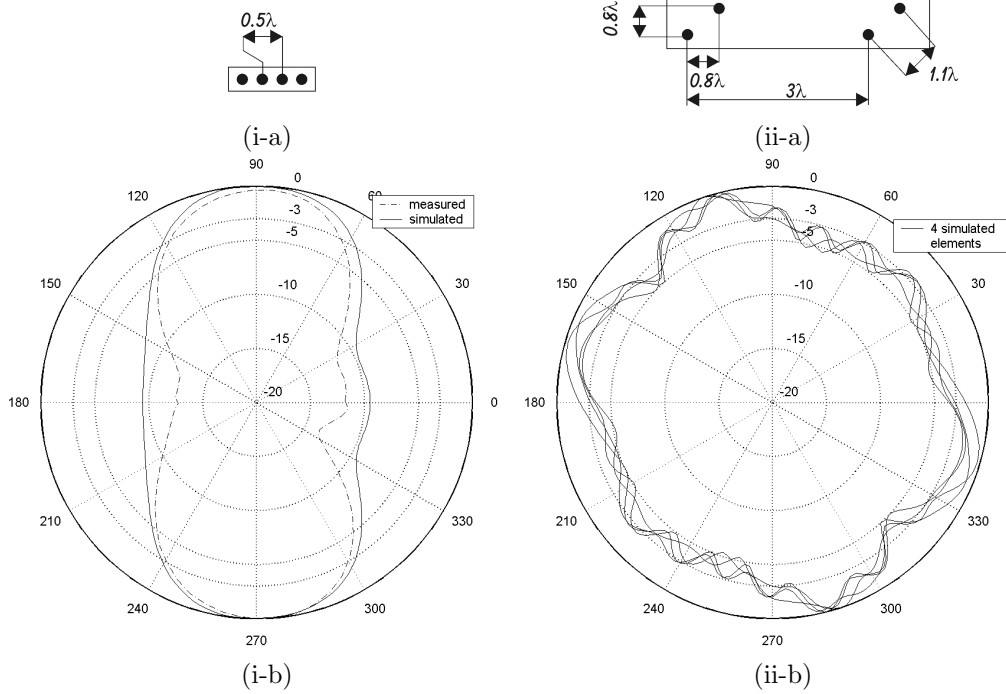 0.5λ
(i-a)
0.8λ
0.8λ
1.1λ
3λ
(ii-a)
90
120
0
-3
-5
-10
-15
-20
measured
simulated
150
30
180
0
210
330
240
300
270
(i-b)
90
120
60
0
-3
-5
-10
-15
-20
4 simulated
elements
150
30
180
0
210
330
240
300
270
(ii-b)